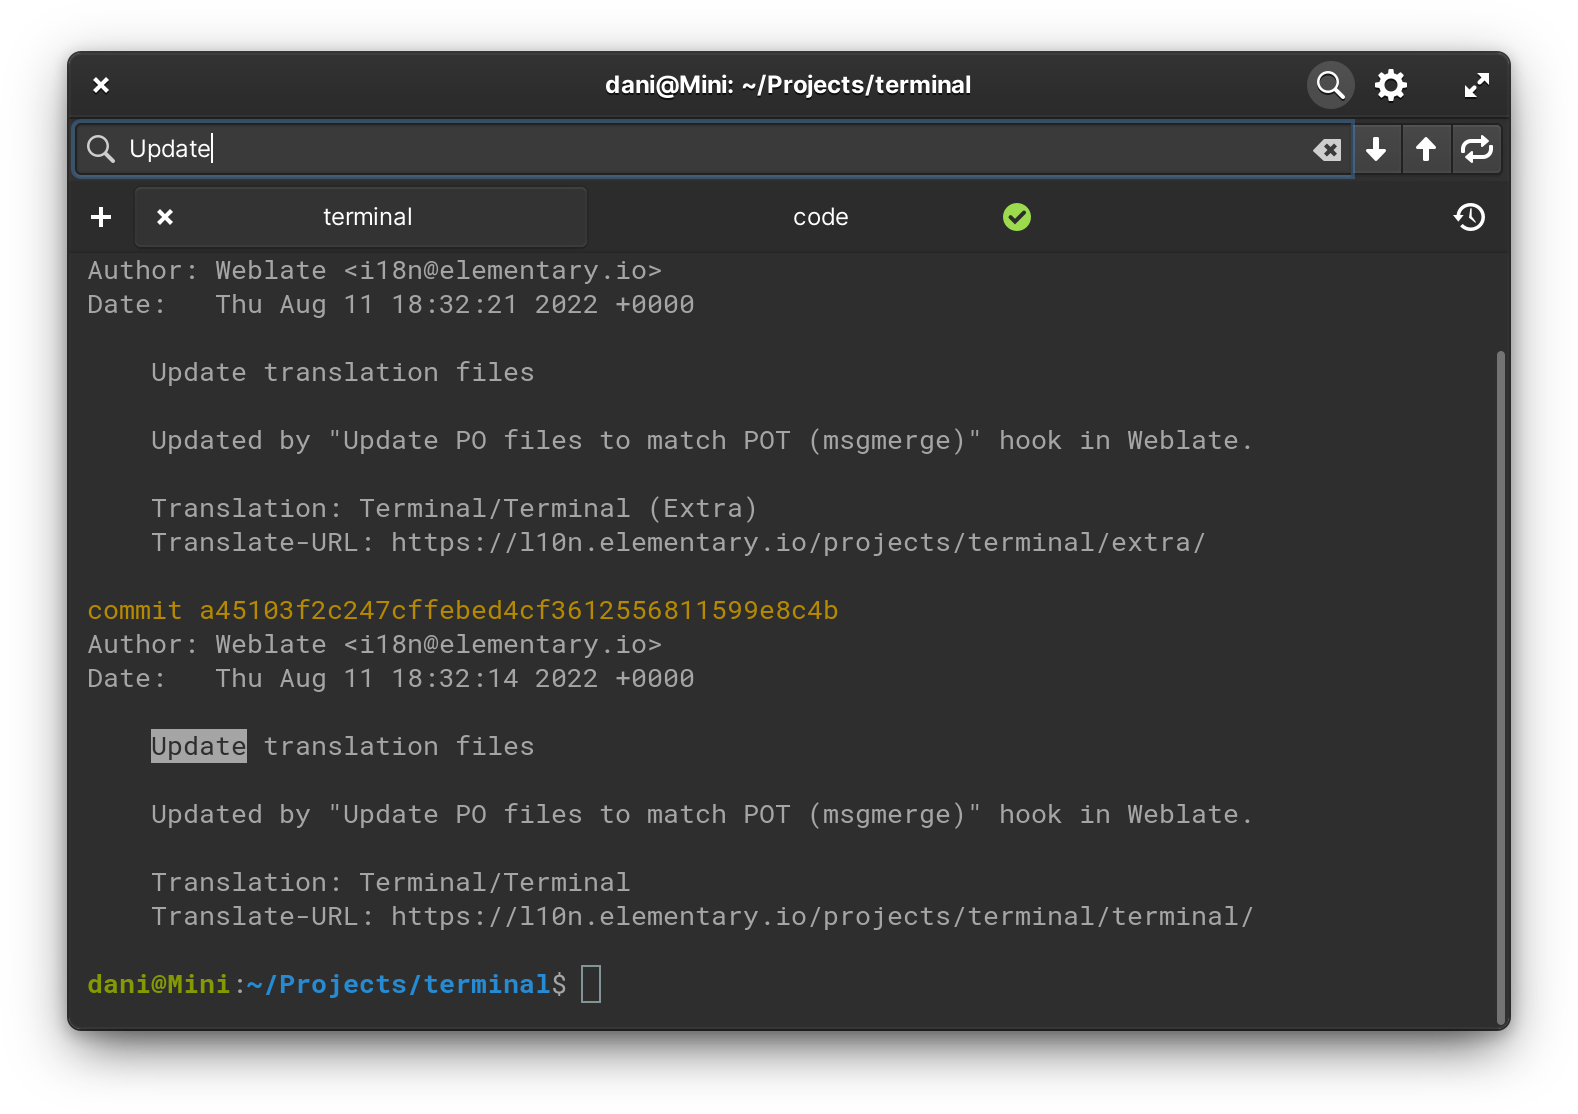 dani@Mini: ~/Projects/terminal
Update
terminal
code
Author: Weblate <i18n@elementary.io>
Date:   Thu Aug 11 18:32:21 2022 +0000
Update translation files
Updated by "Update PO files to match POT (msgmerge)" hook in Weblate.
Translation: Terminal/Terminal (Extra)
Translate-URL: https://l10n.elementary.io/projects/terminal/extra/
commit a45103f2c247cffebed4cf3612556811599e8c4b
Author: Weblate <i18n@elementary.io>
Date:   Thu Aug 11 18:32:14 2022 +0000
Update translation files
Updated by "Update PO files to match POT (msgmerge)" hook in Weblate.
Translation: Terminal/Terminal
Translate-URL: https://l10n.elementary.io/projects/terminal/terminal/
dani@Mini:~/Projects/terminal$